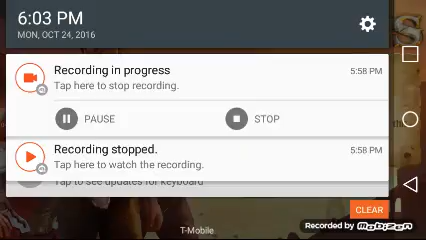 6:03 PM
MON, OCT 24, 2016
Recording in progress
5:58 PM
Tap here to stop recording.
PAUSE
STOP
Recording stopped.
5:58 PM
Tap here to watch the recording.
Tap to see updates for keyboard
CLEAR
Recorded by MOBIZEN
T-Mobile